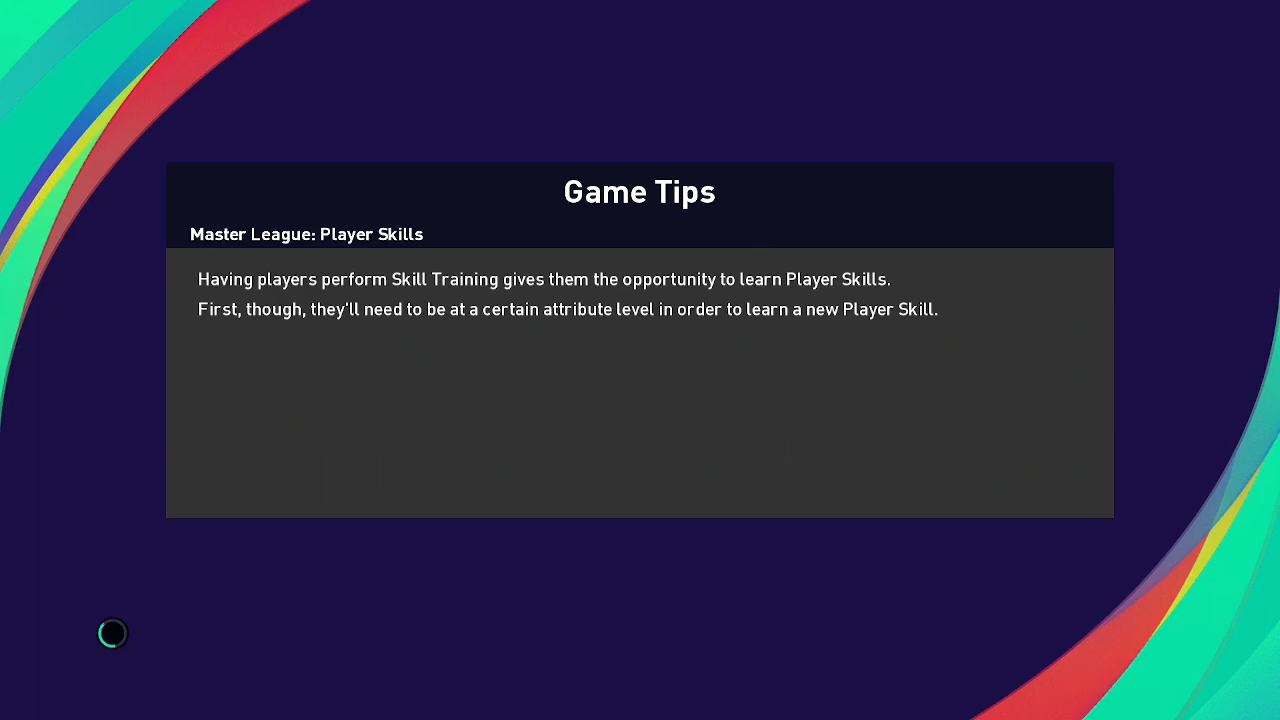 Game Tips
Master League: Player Skills
Having players perform Skill Training gives them the opportunity to learn Player Skills.
First, though, they'll need to be at a certain attribute level in order to learn a new Player Skill.